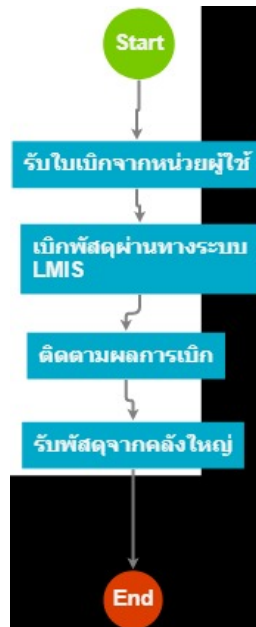 Start
รับใบเบิกจากหน่วยผู้ใช้
เบิกพัสดุผ่านทางระบบ
LMIS
ติดตามผลการเบิก
รับพัสดุจากคลังใหญ่
End